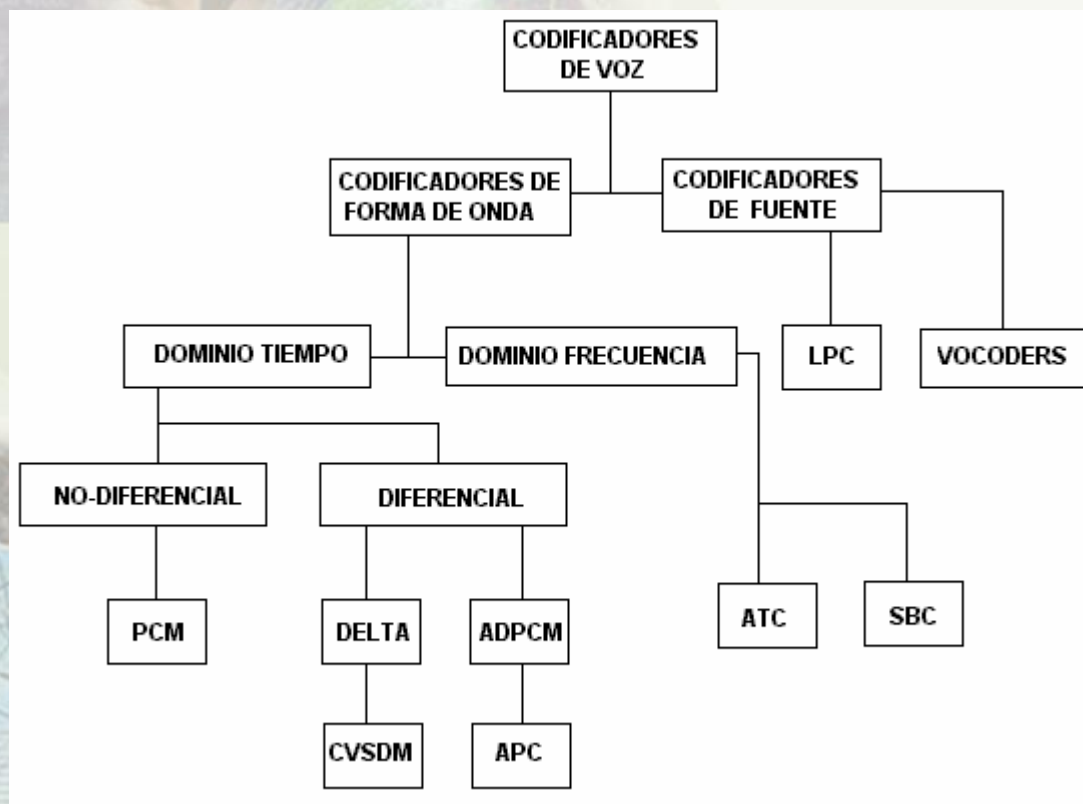 CODIFICADORES
DE VOZ
CODIFICADORES DE
FORMA DE ONDA
CODIFICADORES
DE FUENTE
DOMINIO TIEMPO
DOMINIO FRECUENCIA
LPC
VOCODERS
NO-DIFERENCIAL
DIFERENCIAL
PCM
DELTA
ADPCM
ATC
SBC
CVSDM
APC